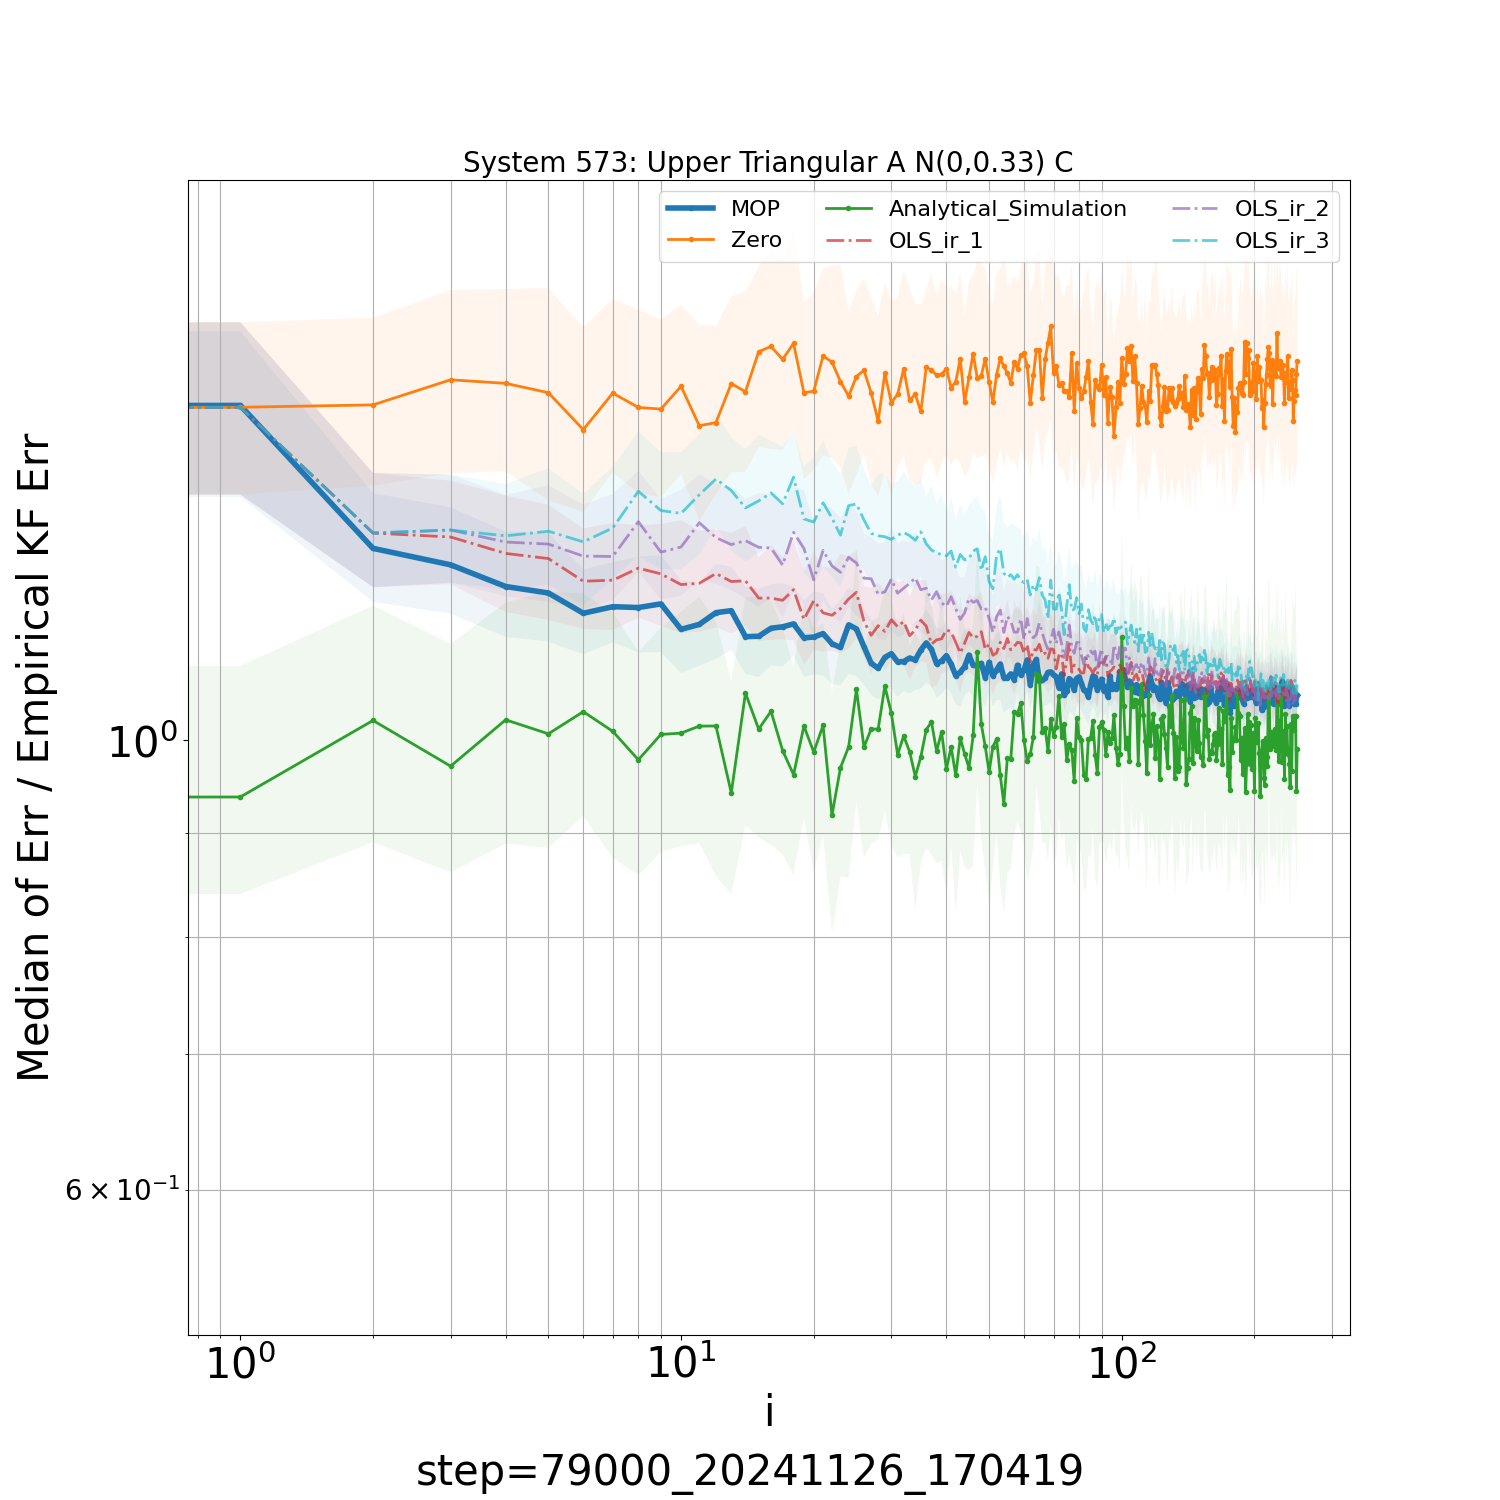 System 573: Upper Triangular A N(0,0.33) C
MOP
Zero
Analytical_Simulation
OLS_ir_1
OLS_ir_2
OLS_ir_3
Median of Err / Empirical KF Err
10⁰
6 × 10⁻¹
10⁰ 10¹ 10²
i
step=79000_20241126_170419